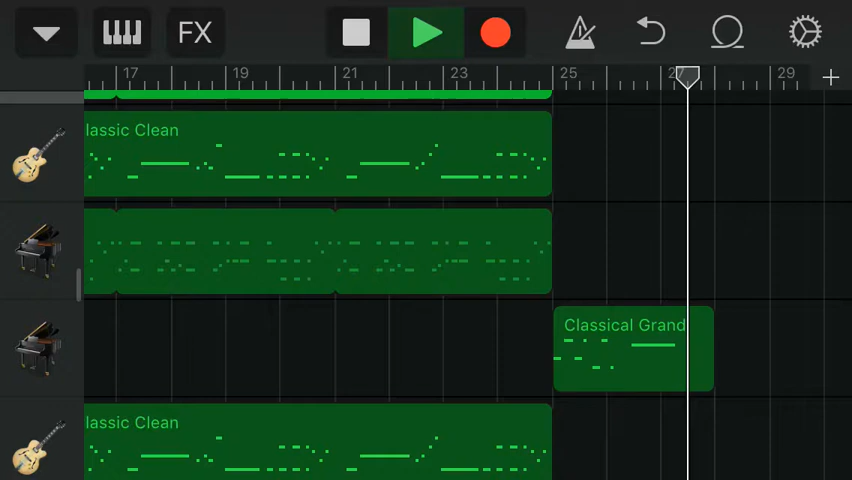 FX
17 19 21 23 25 27 29
lassic Clean
Classical Grand
lassic Clean